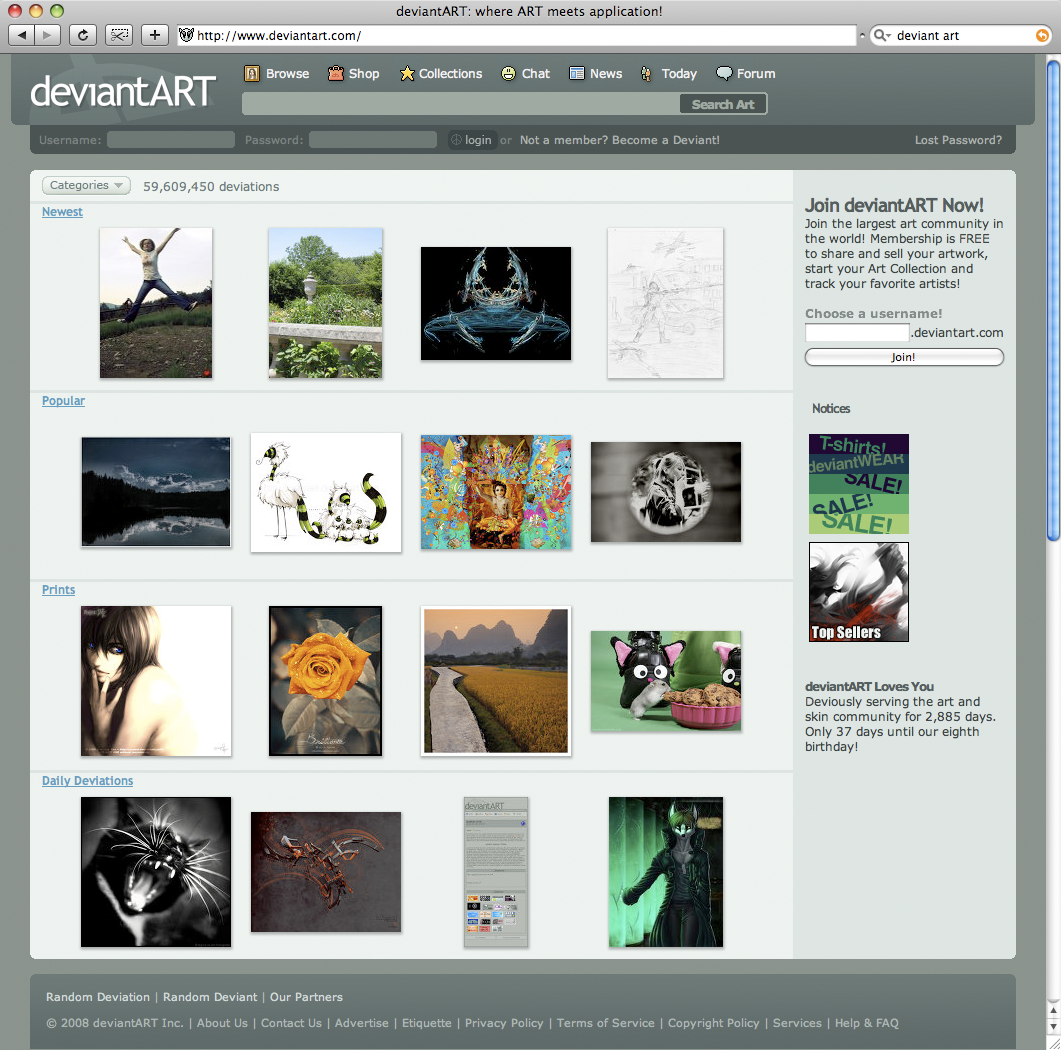 deviantART: where ART meets application!
http://www.deviantart.com/
deviant art
deviantART
Browse Shop Collections Chat News Today Forum
Search Art
Username: Password: login or Not a member? Become a Deviant! Lost Password?
Categories 59,609,450 deviations
Newest
Popular
Prints
Daily Deviations
deviantART
Join deviantART Now!
Join the largest art community in
the world! Membership is FREE
to share and sell your artwork,
start your Art Collection and
track your favorite artists!
Choose a username!
.deviantart.com
Join!
Notices
T-shirts!
deviantWEAR
SALE!
SALE!
SALE!
Top Sellers
deviantART Loves You
Deviously serving the art and
skin community for 2,885 days.
Only 37 days until our eighth
birthday!
Random Deviation | Random Deviant | Our Partners
© 2008 deviantART Inc. | About Us | Contact Us | Advertise | Etiquette | Privacy Policy | Terms of Service | Copyright Policy | Services | Help & FAQ